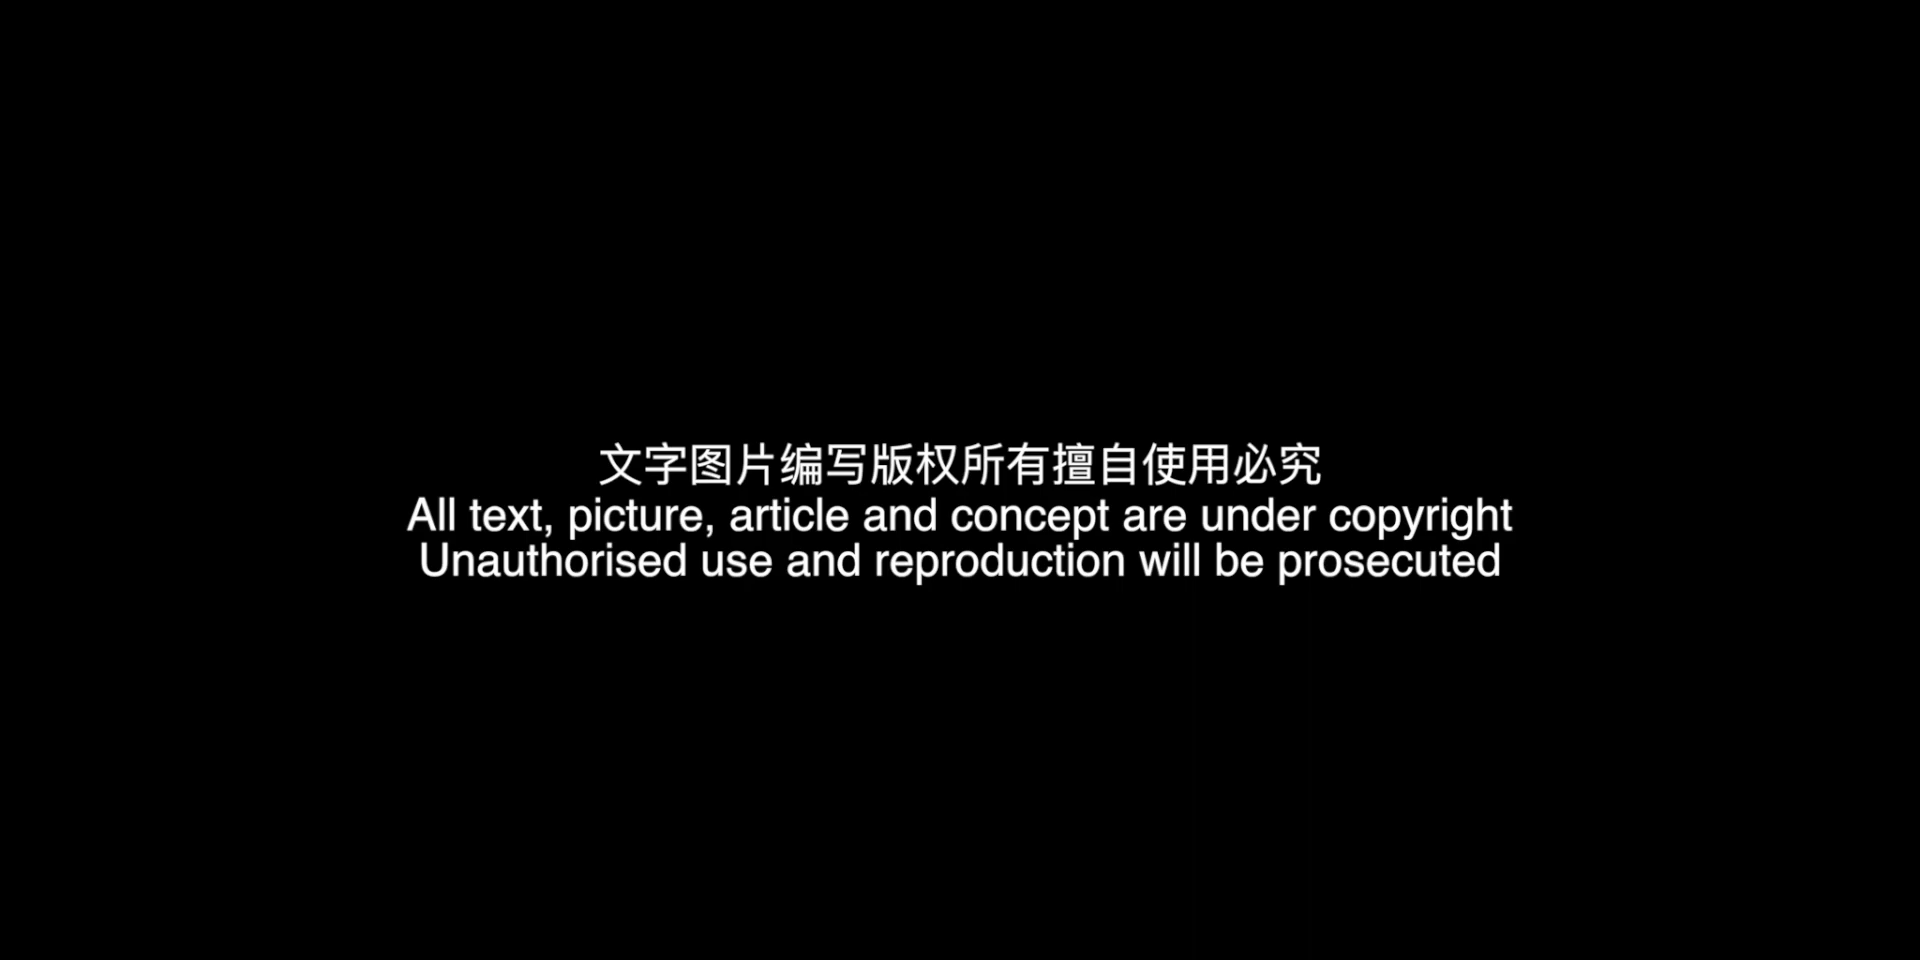 文字图片编写版权所有擅自使用必究
All text, picture, article and concept are under copyright
Unauthorised use and reproduction will be prosecuted